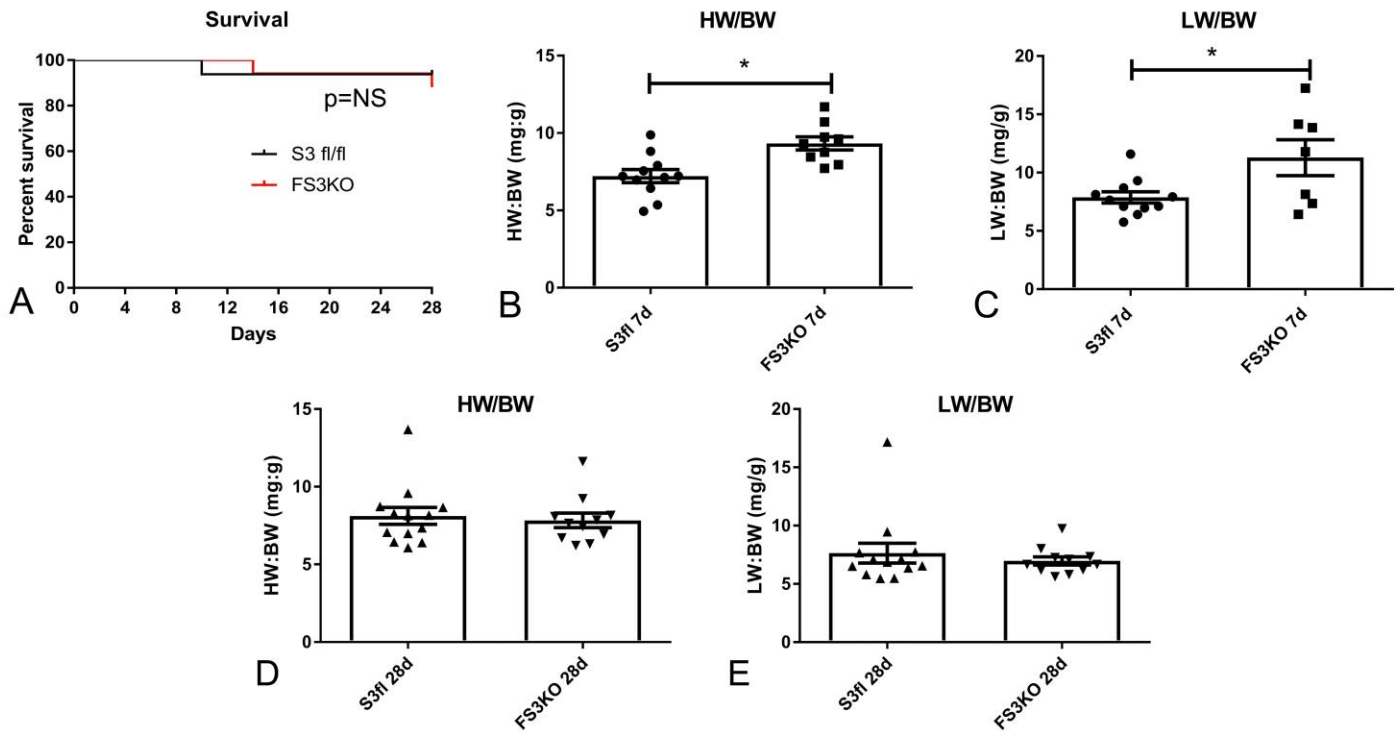 Survival
100
80
60
40
20
0
Percent survival
p=NS
S3 fl/fl
FS3KO
0 4 8 12 16 20 24 28
Days
A
HW/BW
*
15
10
5
0
HW:BW (mg:g)
S3fl 7d
FS3KO 7d
B
LW/BW
*
20
15
10
5
0
LW:BW (mg/g)
S3fl 7d
FS3KO 7d
C
HW/BW
15
10
5
0
HW:BW (mg:g)
S3fl 28d
FS3KO 28d
D
LW/BW
20
15
10
5
0
LW:BW (mg/g)
S3fl 28d
FS3KO 28d
E